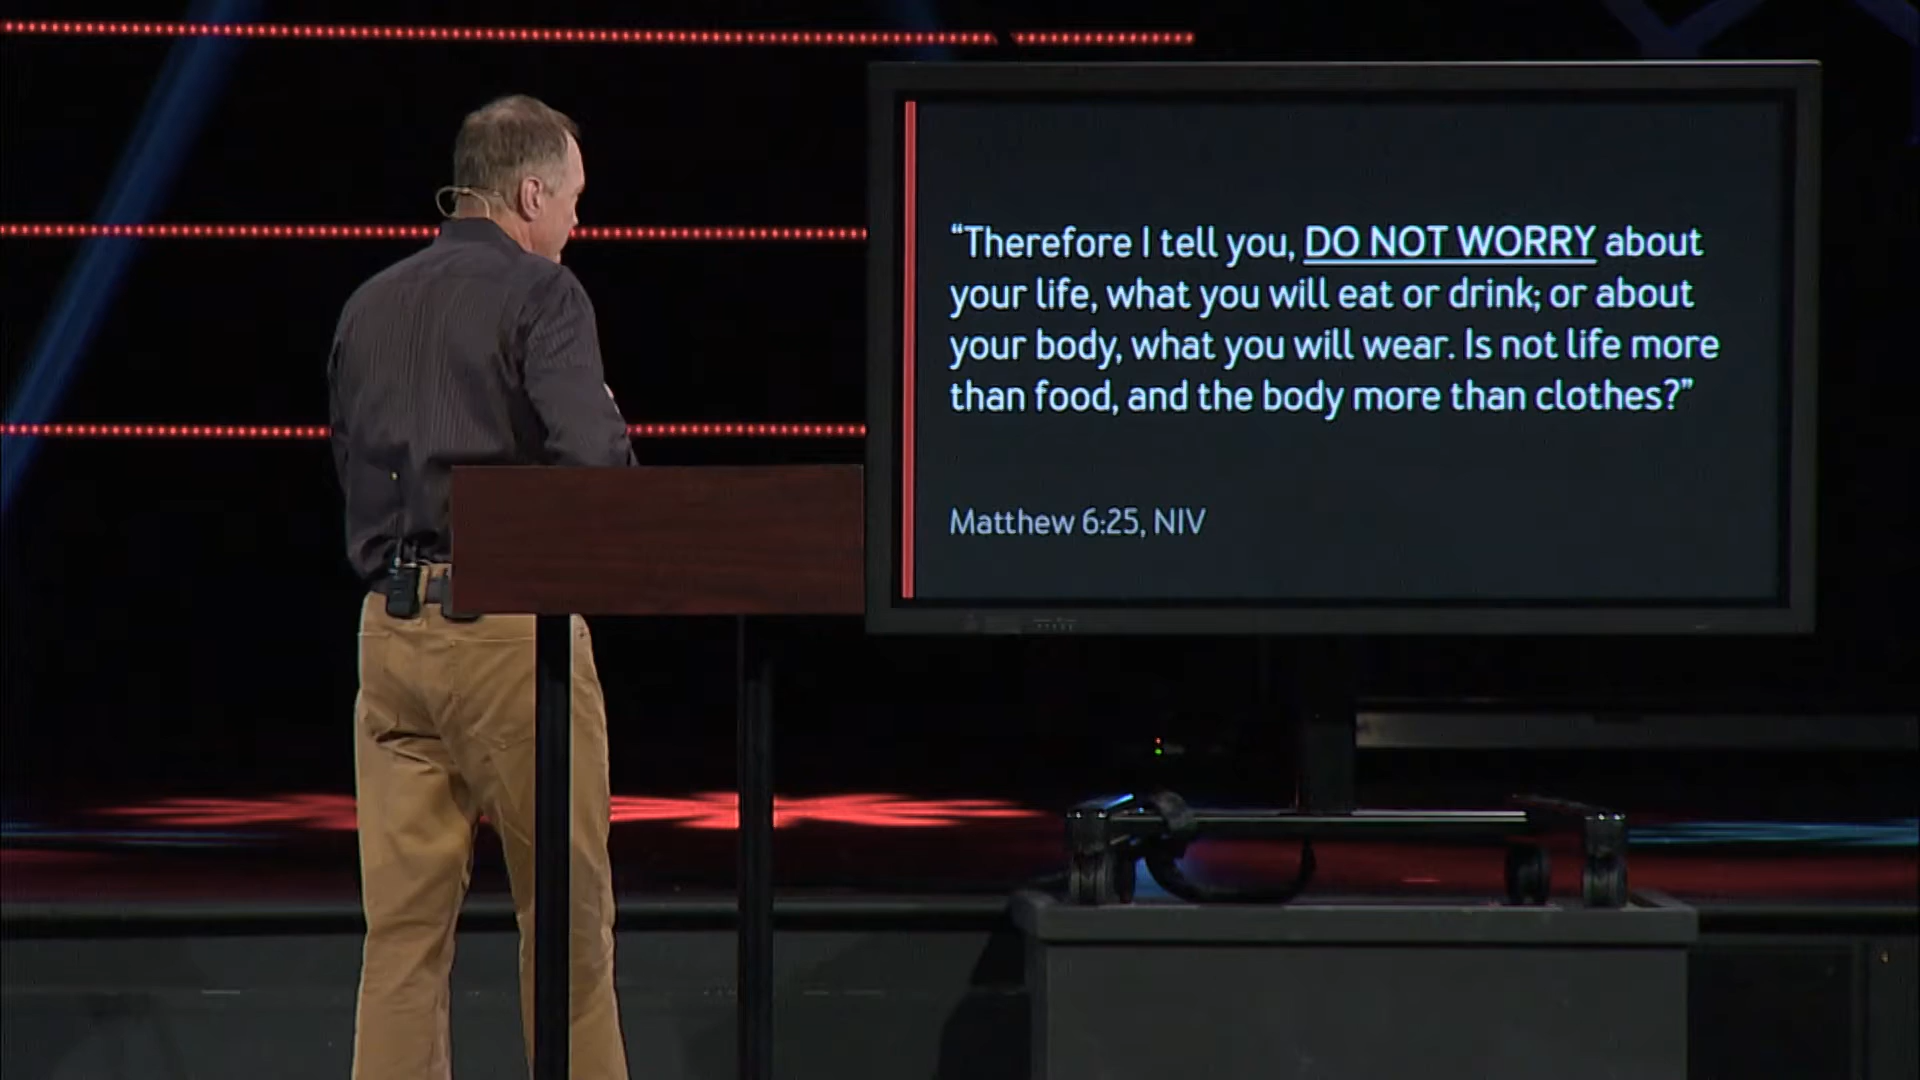 “Therefore I tell you, DO NOT WORRY about
your life, what you will eat or drink; or about
your body, what you will wear. Is not life more
than food, and the body more than clothes?”
Matthew 6:25, NIV